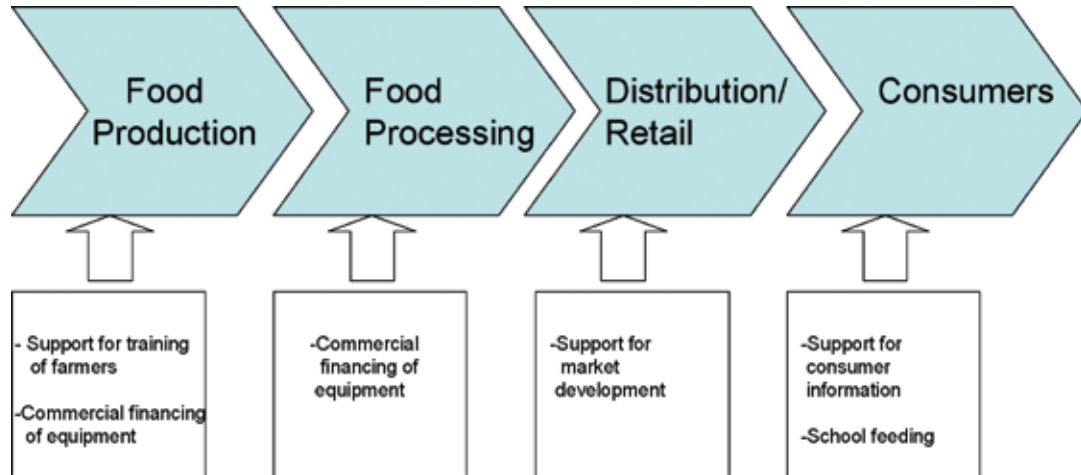 Food
Production
Food
Processing
Distribution/
Retail
Consumers
- Support for training
of farmers
-Commercial financing
of equipment
-Commercial
financing of
equipment
-Support for
market
development
-Support for
consumer
information
-School feeding